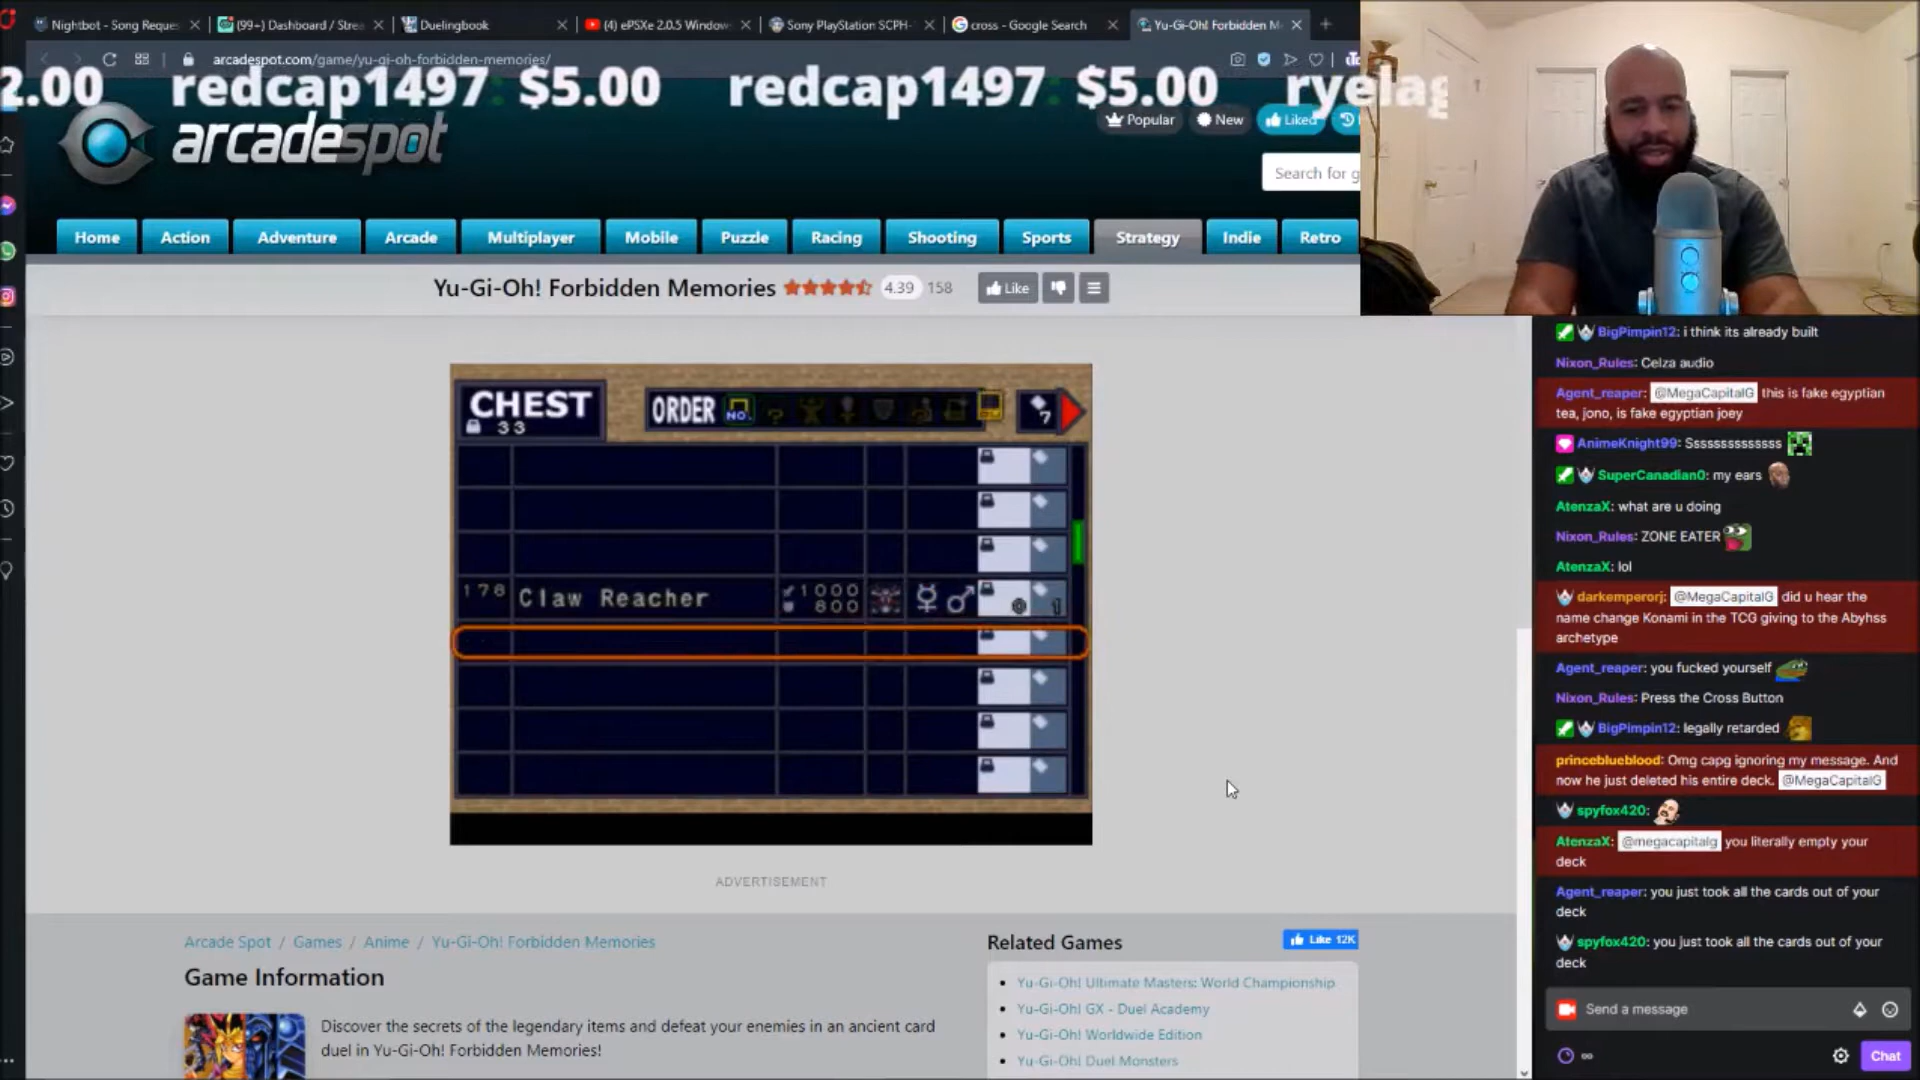 Nightbot - Song Reques
(99+) Dashboard / Strea
Duelingbook
(4) ePSXe 2.0.5 Window
Sony PlayStation SCPH-
cross - Google Search
Yu-Gi-Oh! Forbidden M
arcadespot.com/game/yu-gi-oh-forbidden-memories/
2.00 redcap1497: $5.00 redcap1497: $5.00 ryelag
arcadespot
Popular
New
Liked
Search for g
Home
Action
Adventure
Arcade
Multiplayer
Mobile
Puzzle
Racing
Shooting
Sports
Strategy
Indie
Retro
Yu-Gi-Oh! Forbidden Memories
4.39 158
Like
CHEST
33
ORDER
NO.
7
178 Claw Reacher 1000
800
0 1
ADVERTISEMENT
Arcade Spot / Games / Anime / Yu-Gi-Oh! Forbidden Memories
Game Information
Discover the secrets of the legendary items and defeat your enemies in an ancient card
duel in Yu-Gi-Oh! Forbidden Memories!
Related Games
Like 12K
Yu-Gi-Oh! Ultimate Masters: World Championship
Yu-Gi-Oh! GX - Duel Academy
Yu-Gi-Oh! Worldwide Edition
Yu-Gi-Oh! Duel Monsters
BigPimpin12: i think its already built
Nixon_Rules: Celza audio
Agent_reaper: @MegaCapitalG this is fake egyptian
tea, jono, is fake egyptian joey
AnimeKnight99: Sssssssssssss
SuperCanadian0: my ears
AtenzaX: what are u doing
Nixon_Rules: ZONE EATER
AtenzaX: lol
darkemperorj: @MegaCapitalG did u hear the
name change Konami in the TCG giving to the Abyhss
archetype
Agent_reaper: you fucked yourself
Nixon_Rules: Press the Cross Button
BigPimpin12: legally retarded
princeblueblood: Omg capg ignoring my message. And
now he just deleted his entire deck. @MegaCapitalG
spyfox420:
AtenzaX: @megacapitalg you literally empty your
deck
Agent_reaper: you just took all the cards out of your
deck
spyfox420: you just took all the cards out of your
deck
Send a message
Chat